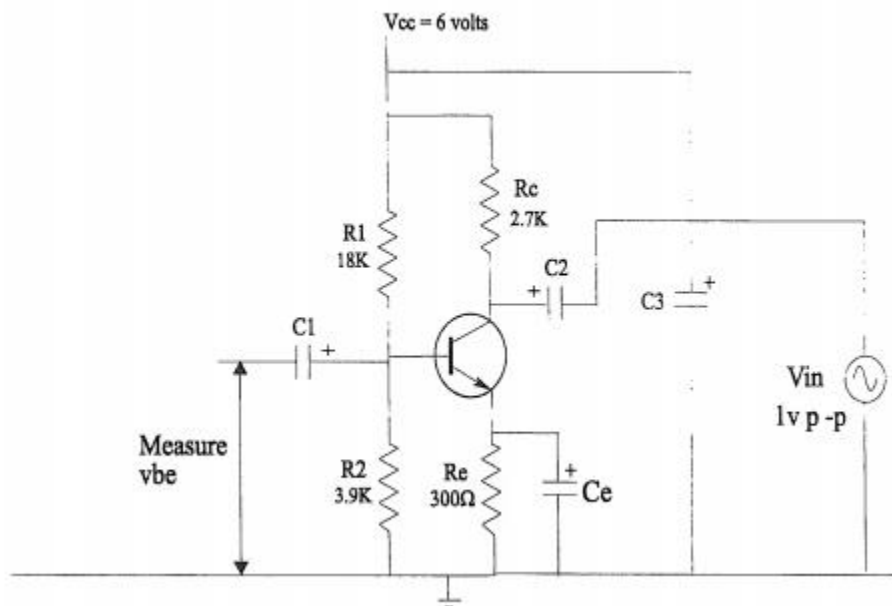 Vcc = 6 volts
Rc
2.7K
R1
18K
C2
+
+
C3
C1
+
Vin
1v p -p
Measure
vbe
R2
3.9K
Re
300Ω
+
Ce